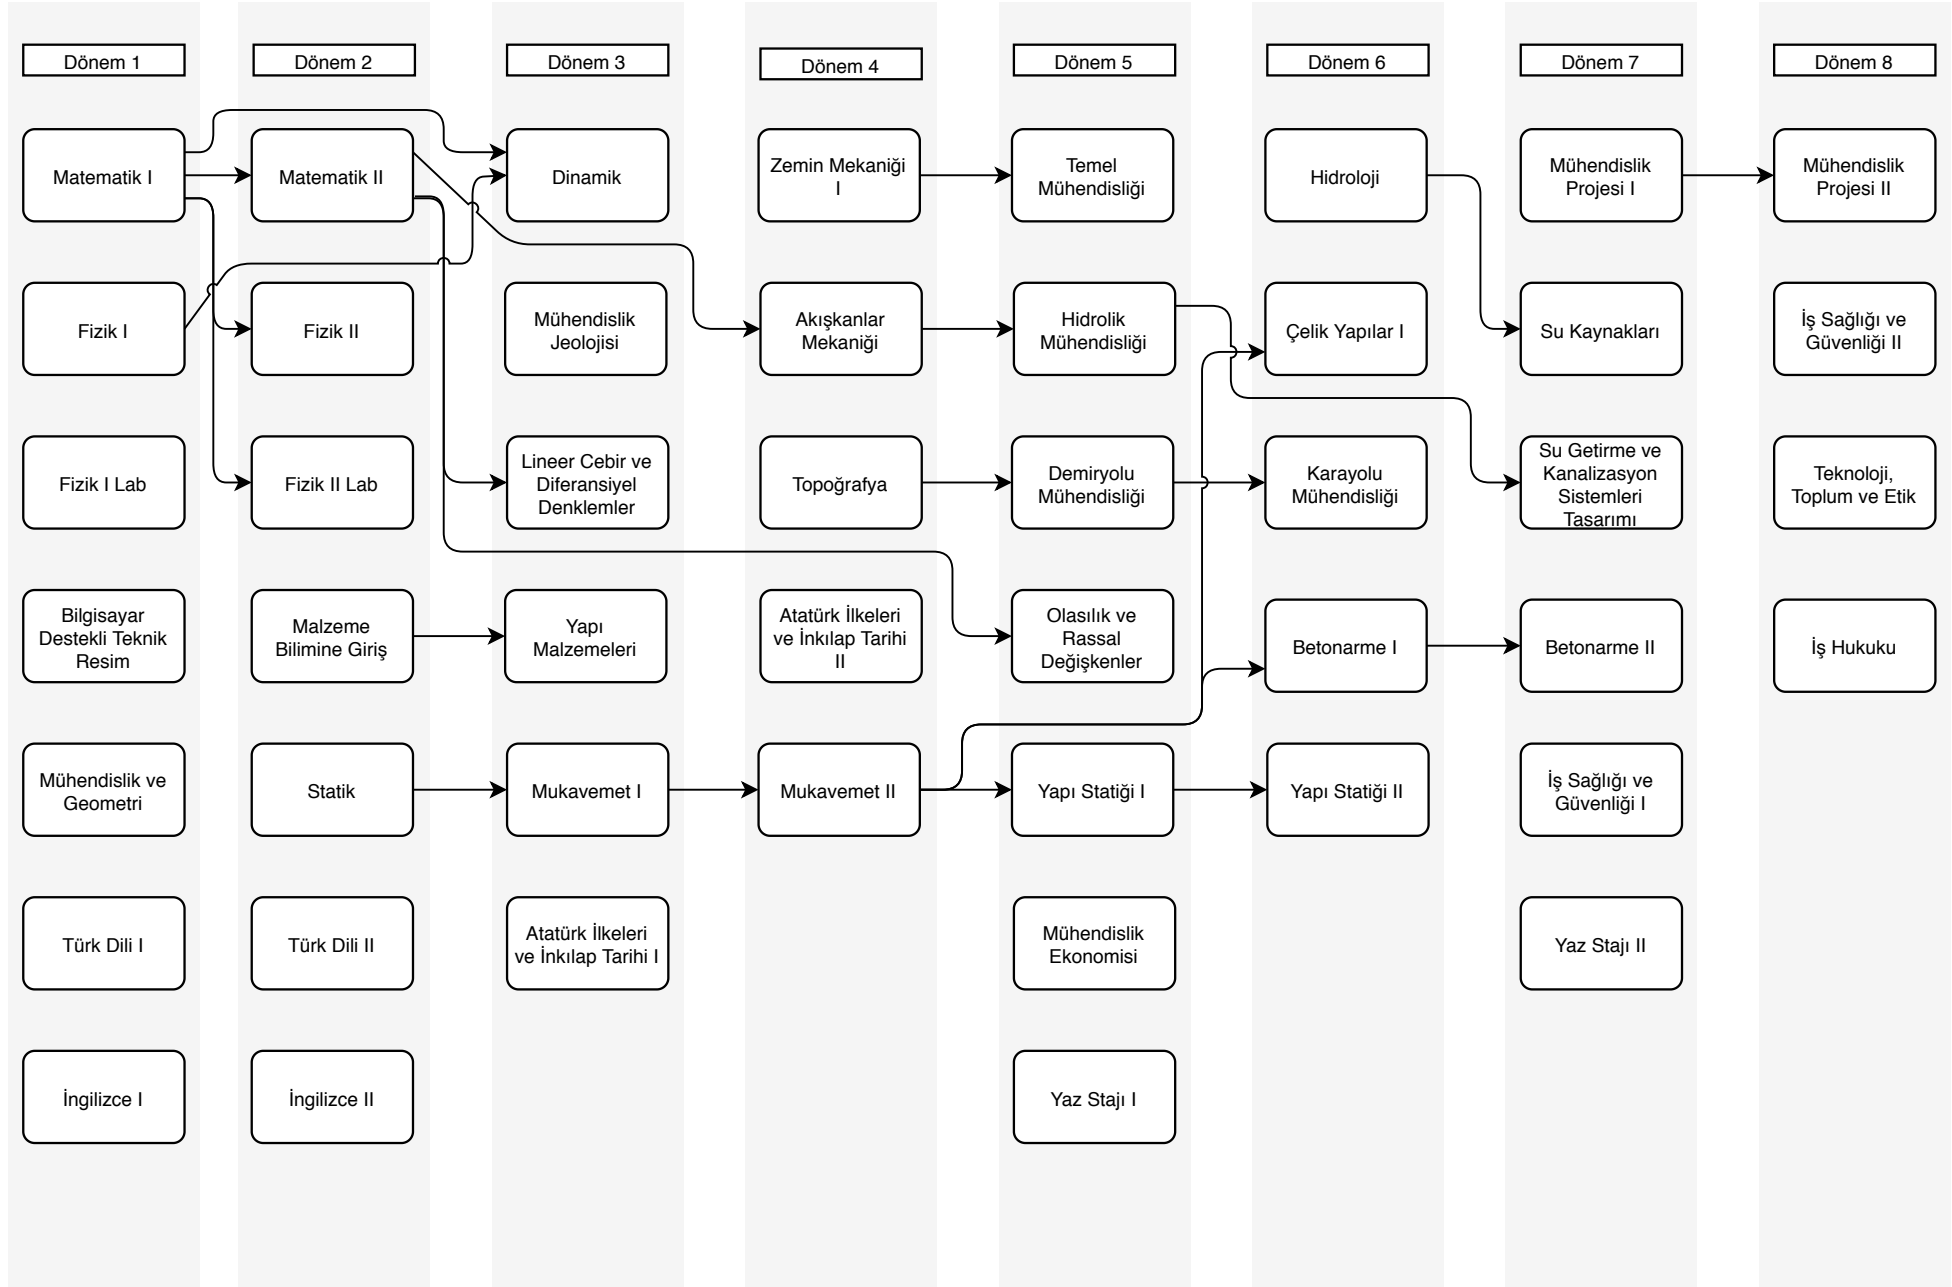 Dönem 1
Matematik I
Fizik I
Fizik I Lab
Bilgisayar
Destekli Teknik
Resim
Mühendislik ve
Geometri
Türk Dili I
İngilizce I
Dönem 2
Matematik II
Fizik II
Fizik II Lab
Malzeme
Bilimine Giriş
Statik
Türk Dili II
İngilizce II
Dönem 3
Dinamik
Mühendislik
Jeolojisi
Lineer Cebir ve
Diferansiyel
Denklemler
Yapı
Malzemeleri
Mukavemet I
Atatürk İlkeleri
ve İnkılap Tarihi I
Dönem 4
Zemin Mekaniği
I
Akışkanlar
Mekaniği
Topoğrafya
Atatürk İlkeleri
ve İnkılap Tarihi
II
Mukavemet II
Dönem 5
Temel
Mühendisliği
Hidrolik
Mühendisliği
Demiryolu
Mühendisliği
Olasılık ve
Rassal
Değişkenler
Yapı Statiği I
Mühendislik
Ekonomisi
Yaz Stajı I
Dönem 6
Hidroloji
Çelik Yapılar I
Karayolu
Mühendisliği
Betonarme I
Yapı Statiği II
Dönem 7
Mühendislik
Projesi I
Su Kaynakları
Su Getirme ve
Kanalizasyon
Sistemleri
Tasarımı
Betonarme II
İş Sağlığı ve
Güvenliği I
Yaz Stajı II
Dönem 8
Mühendislik
Projesi II
İş Sağlığı ve
Güvenliği II
Teknoloji,
Toplum ve Etik
İş Hukuku